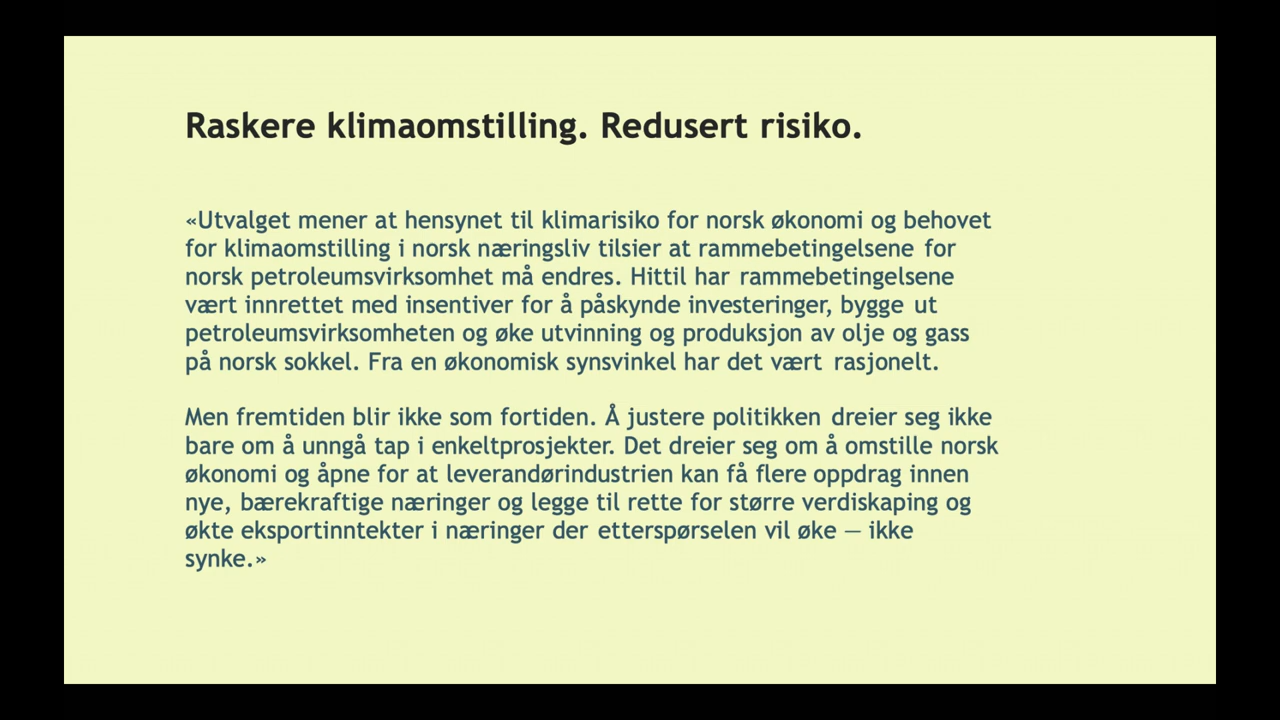 Raskere klimaomstilling. Redusert risiko.
«Utvalget mener at hensynet til klimarisiko for norsk økonomi og behovet
for klimaomstilling i norsk næringsliv tilsier at rammebetingelsene for
norsk petroleumsvirksomhet må endres. Hittil har rammebetingelsene
vært innrettet med insentiver for å påskynde investeringer, bygge ut
petroleumsvirksomheten og øke utvinning og produksjon av olje og gass
på norsk sokkel. Fra en økonomisk synsvinkel har det vært rasjonelt.
Men fremtiden blir ikke som fortiden. Å justere politikken dreier seg ikke
bare om å unngå tap i enkeltprosjekter. Det dreier seg om å omstille norsk
økonomi og åpne for at leverandørindustrien kan få flere oppdrag innen
nye, bærekraftige næringer og legge til rette for større verdiskaping og
økte eksportinntekter i næringer der etterspørselen vil øke — ikke
synke.»